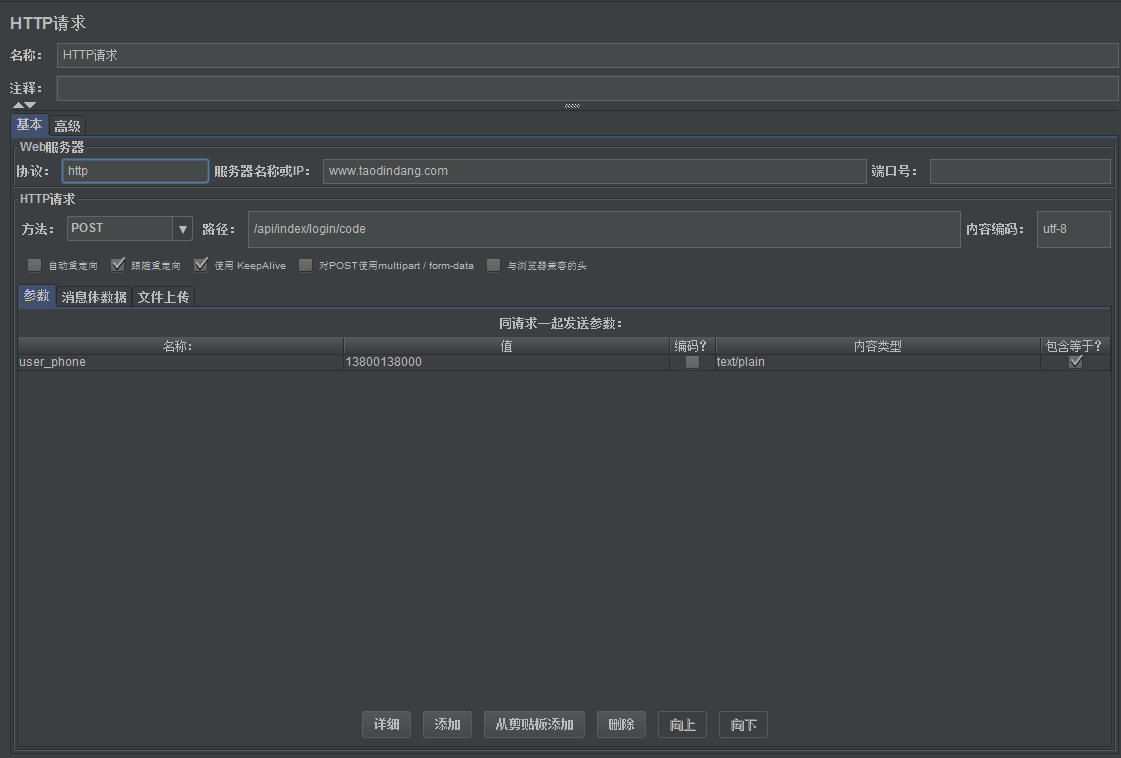 HTTP请求
名称： HTTP请求
注释：
基本 高级
Web服务器
协议： http 服务器名称或IP： www.taodindang.com 端口号：
HTTP请求
方法： POST 路径： /api/index/login/code 内容编码： utf-8
自动重定向 跟随重定向 使用 KeepAlive 对POST使用multipart / form-data 与浏览器兼容的头
参数 消息体数据 文件上传
同请求一起发送参数：
名称： 值 编码？ 内容类型 包含等于？
user_phone 13800138000 text/plain
详细 添加 从剪贴板添加 删除 向上 向下